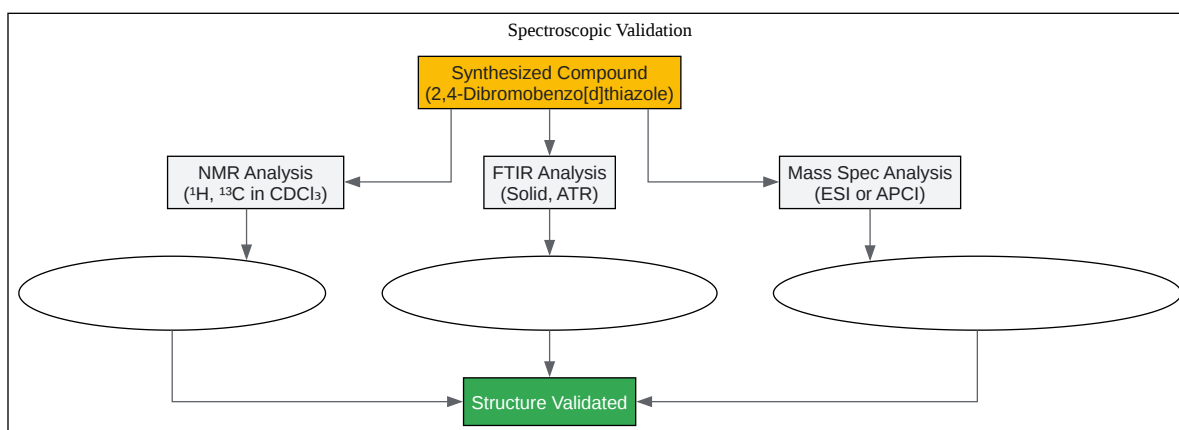 Spectroscopic Validation
Synthesized Compound
(2,4-Dibromobenzo[d]thiazole)
NMR Analysis
(¹H, ¹³C in CDCl₃)
FTIR Analysis
(Solid, ATR)
Mass Spec Analysis
(ESI or APCI)
Structure Validated